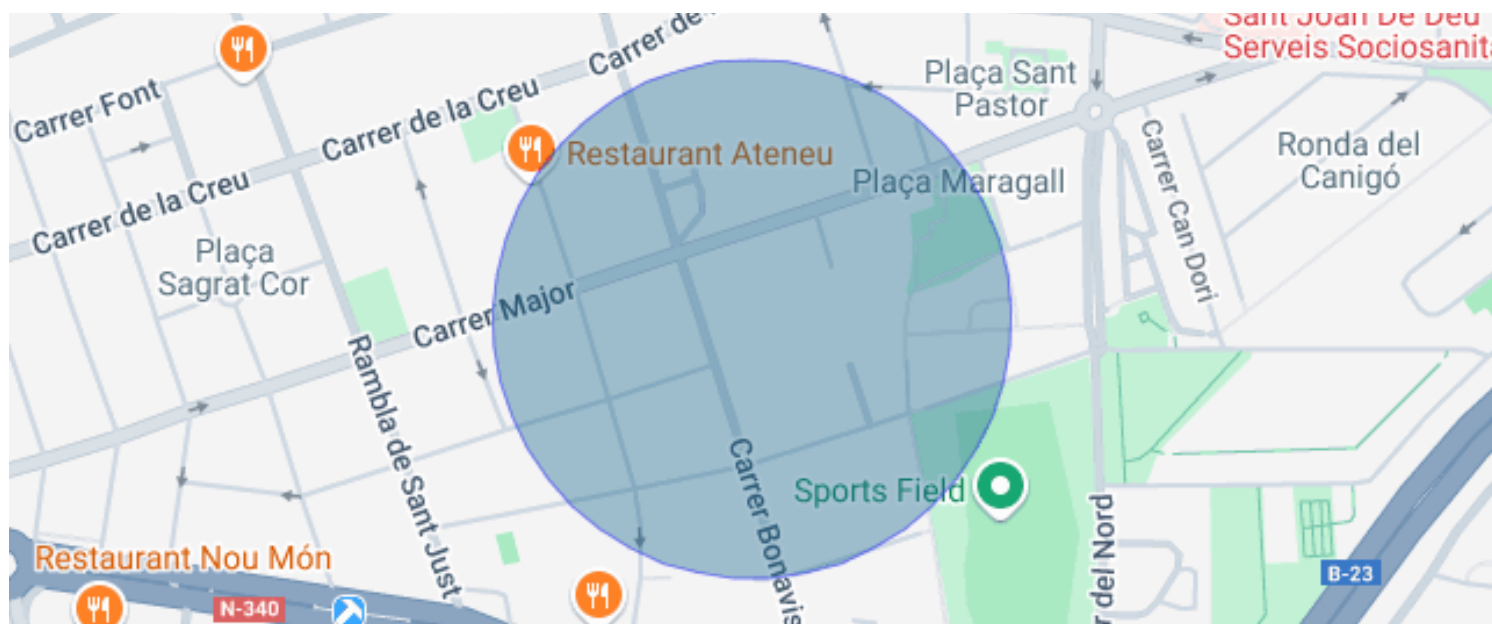 Sant Joan De Déu
Serveis Sociosanita
Carrer de
Carrer Font
Plaça Sant
Pastor
Carrer de la Creu
Restaurant Ateneu
Carrer Can Dori
Ronda del
Canigó
Plaça Maragall
Carrer de la Creu
Plaça
Sagrat Cor
Carrer Major
Rambla de Sant Just
Carrer Bonavis
Sports Field
r del Nord
Restaurant Nou Món
B-23
N-340